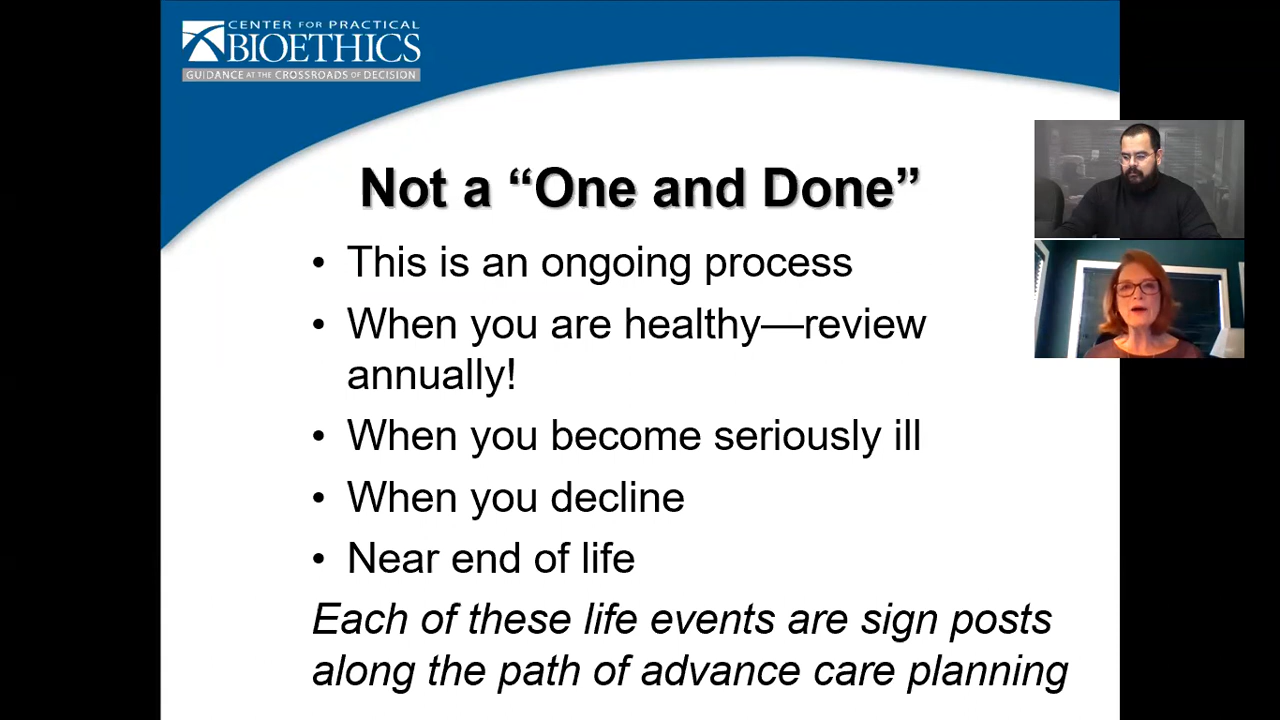 CENTER FOR PRACTICAL
BIOETHICS
GUIDANCE AT THE CROSSROADS OF DECISION
Not a “One and Done”
• This is an ongoing process
• When you are healthy—review
annually!
• When you become seriously ill
• When you decline
• Near end of life
Each of these life events are sign posts
along the path of advance care planning